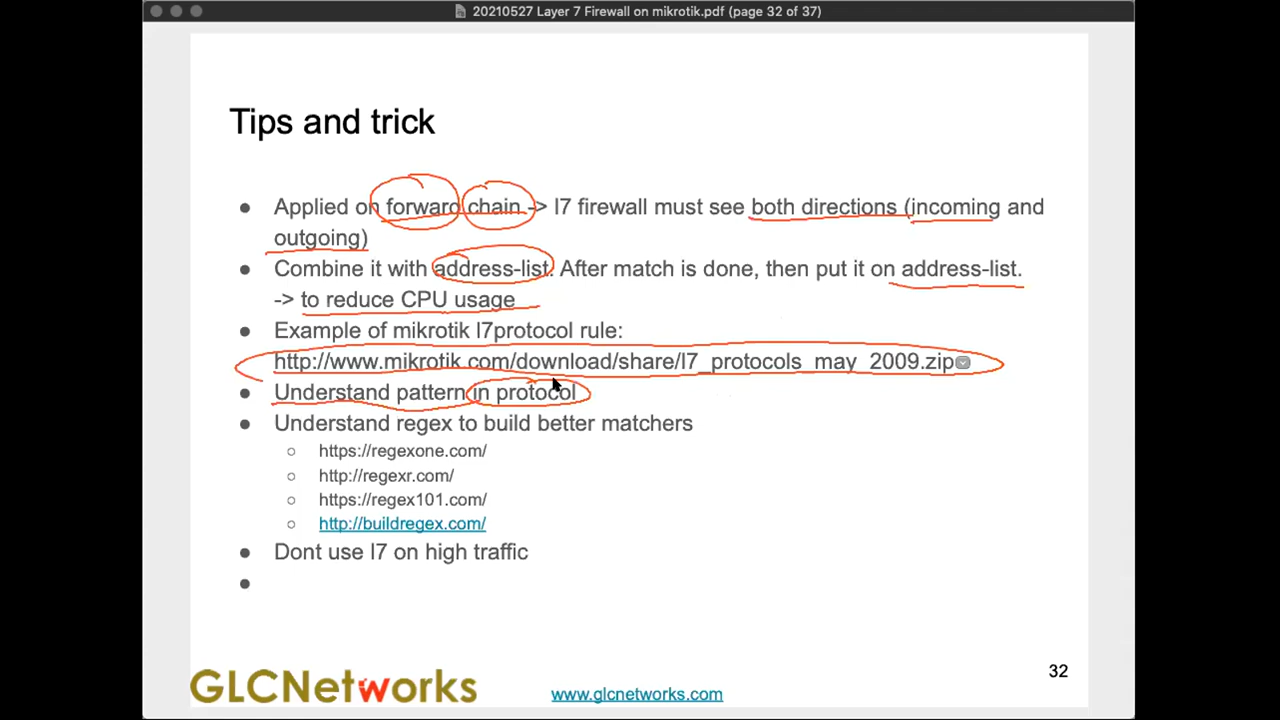 20210527 Layer 7 Firewall on mikrotik.pdf (page 32 of 37)
Tips and trick
● Applied on forward chain -> l7 firewall must see both directions (incoming and
outgoing)
● Combine it with address-list. After match is done, then put it on address-list.
-> to reduce CPU usage
● Example of mikrotik l7protocol rule:
http://www.mikrotik.com/download/share/l7_protocols_may_2009.zip
● Understand pattern in protocol
● Understand regex to build better matchers
○ https://regexone.com/
○ http://regexr.com/
○ https://regex101.com/
○ http://buildregex.com/
● Dont use l7 on high traffic
●
32
GLCNetworks
www.glcnetworks.com